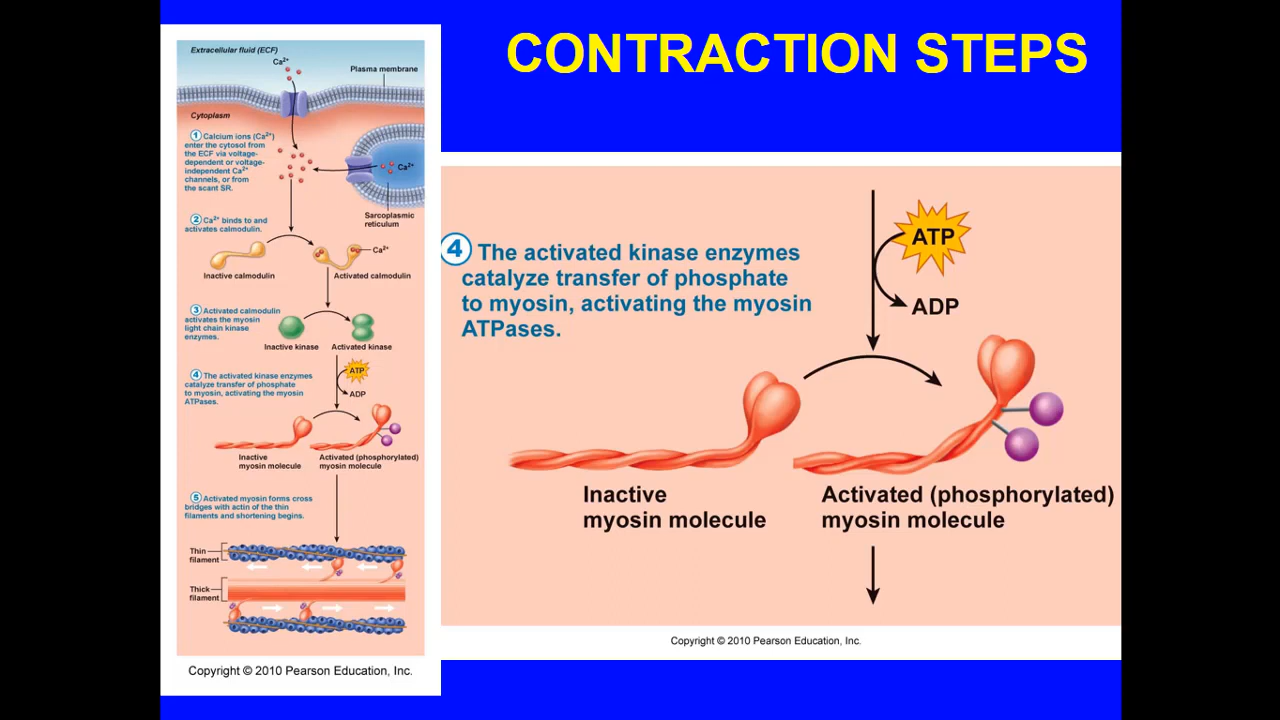 CONTRACTION STEPS
Extracellular fluid (ECF)
Ca2+
Plasma membrane
Cytoplasm
1 Calcium ions (Ca2+)
enter the cytosol from
the ECF via voltage-
dependent or voltage-
independent Ca2+
channels, or from
the scant SR.
Ca2+
Sarcoplasmic
reticulum
2 Ca2+ binds to and
activates calmodulin.
Ca2+
Inactive calmodulin
Activated calmodulin
3 Activated calmodulin
activates the myosin
light chain kinase
enzymes.
Inactive kinase
Activated kinase
4 The activated kinase enzymes
catalyze transfer of phosphate
to myosin, activating the myosin
ATPases.
ATP
ADP
Inactive
myosin molecule
Activated (phosphorylated)
myosin molecule
5 Activated myosin forms cross
bridges with actin of the thin
filaments and shortening begins.
Thin
filament
Thick
filament
Copyright © 2010 Pearson Education, Inc.
4 The activated kinase enzymes
catalyze transfer of phosphate
to myosin, activating the myosin
ATPases.
ATP
ADP
Inactive
myosin molecule
Activated (phosphorylated)
myosin molecule
Copyright © 2010 Pearson Education, Inc.